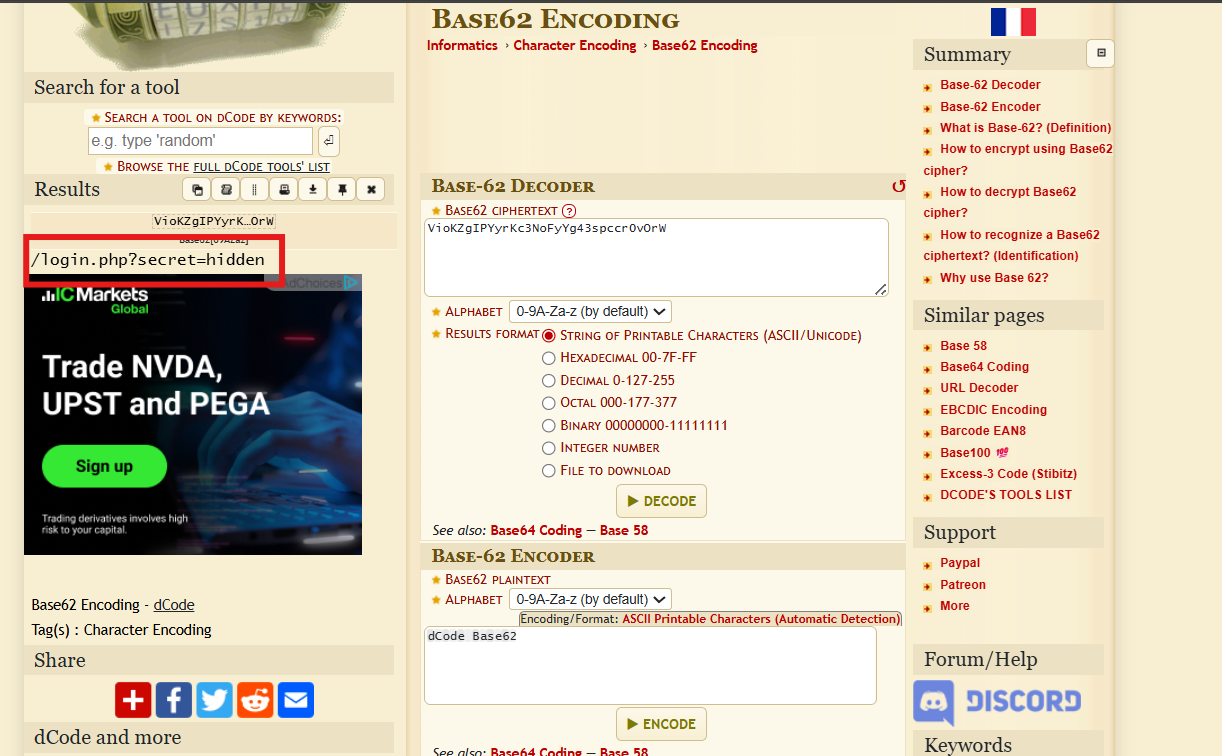 BASE62 ENCODING
Informatics › Character Encoding › Base62 Encoding
Search for a tool
SEARCH A TOOL ON DCODE BY KEYWORDS:
e.g. type 'random'
BROWSE THE FULL DCODE TOOLS' LIST
Results
VioKZgIPYyrK…OrW
/login.php?secret=hidden
AdChoices
IC Markets
Global
Trade NVDA,
UPST and PEGA
Sign up
Trading derivatives involves high
risk to your capital.
Base62 Encoding - dCode
Tag(s) : Character Encoding
Share
dCode and more
BASE-62 DECODER
BASE62 CIPHERTEXT ?
VioKZgIPYyrKc3NoFyYg43spccrOvOrW
ALPHABET 0-9A-Za-z (by default)
RESULTS FORMAT STRING OF PRINTABLE CHARACTERS (ASCII/UNICODE)
HEXADECIMAL 00-7F-FF
DECIMAL 0-127-255
OCTAL 000-177-377
BINARY 00000000-11111111
INTEGER NUMBER
FILE TO DOWNLOAD
DECODE
See also: Base64 Coding — Base 58
BASE-62 ENCODER
BASE62 PLAINTEXT
ALPHABET 0-9A-Za-z (by default)
Encoding/Format: ASCII Printable Characters (Automatic Detection)
dCode Base62
ENCODE
See also: Base64 Coding — Base 58
Summary
Base-62 Decoder
Base-62 Encoder
What is Base-62? (Definition)
How to encrypt using Base62
cipher?
How to decrypt Base62
cipher?
How to recognize a Base62
ciphertext? (Identification)
Why use Base 62?
Similar pages
Base 58
Base64 Coding
URL Decoder
EBCDIC Encoding
Barcode EAN8
Base100 💯
Excess-3 Code (Stibitz)
DCODE'S TOOLS LIST
Support
Paypal
Patreon
More
Forum/Help
DISCORD
Keywords